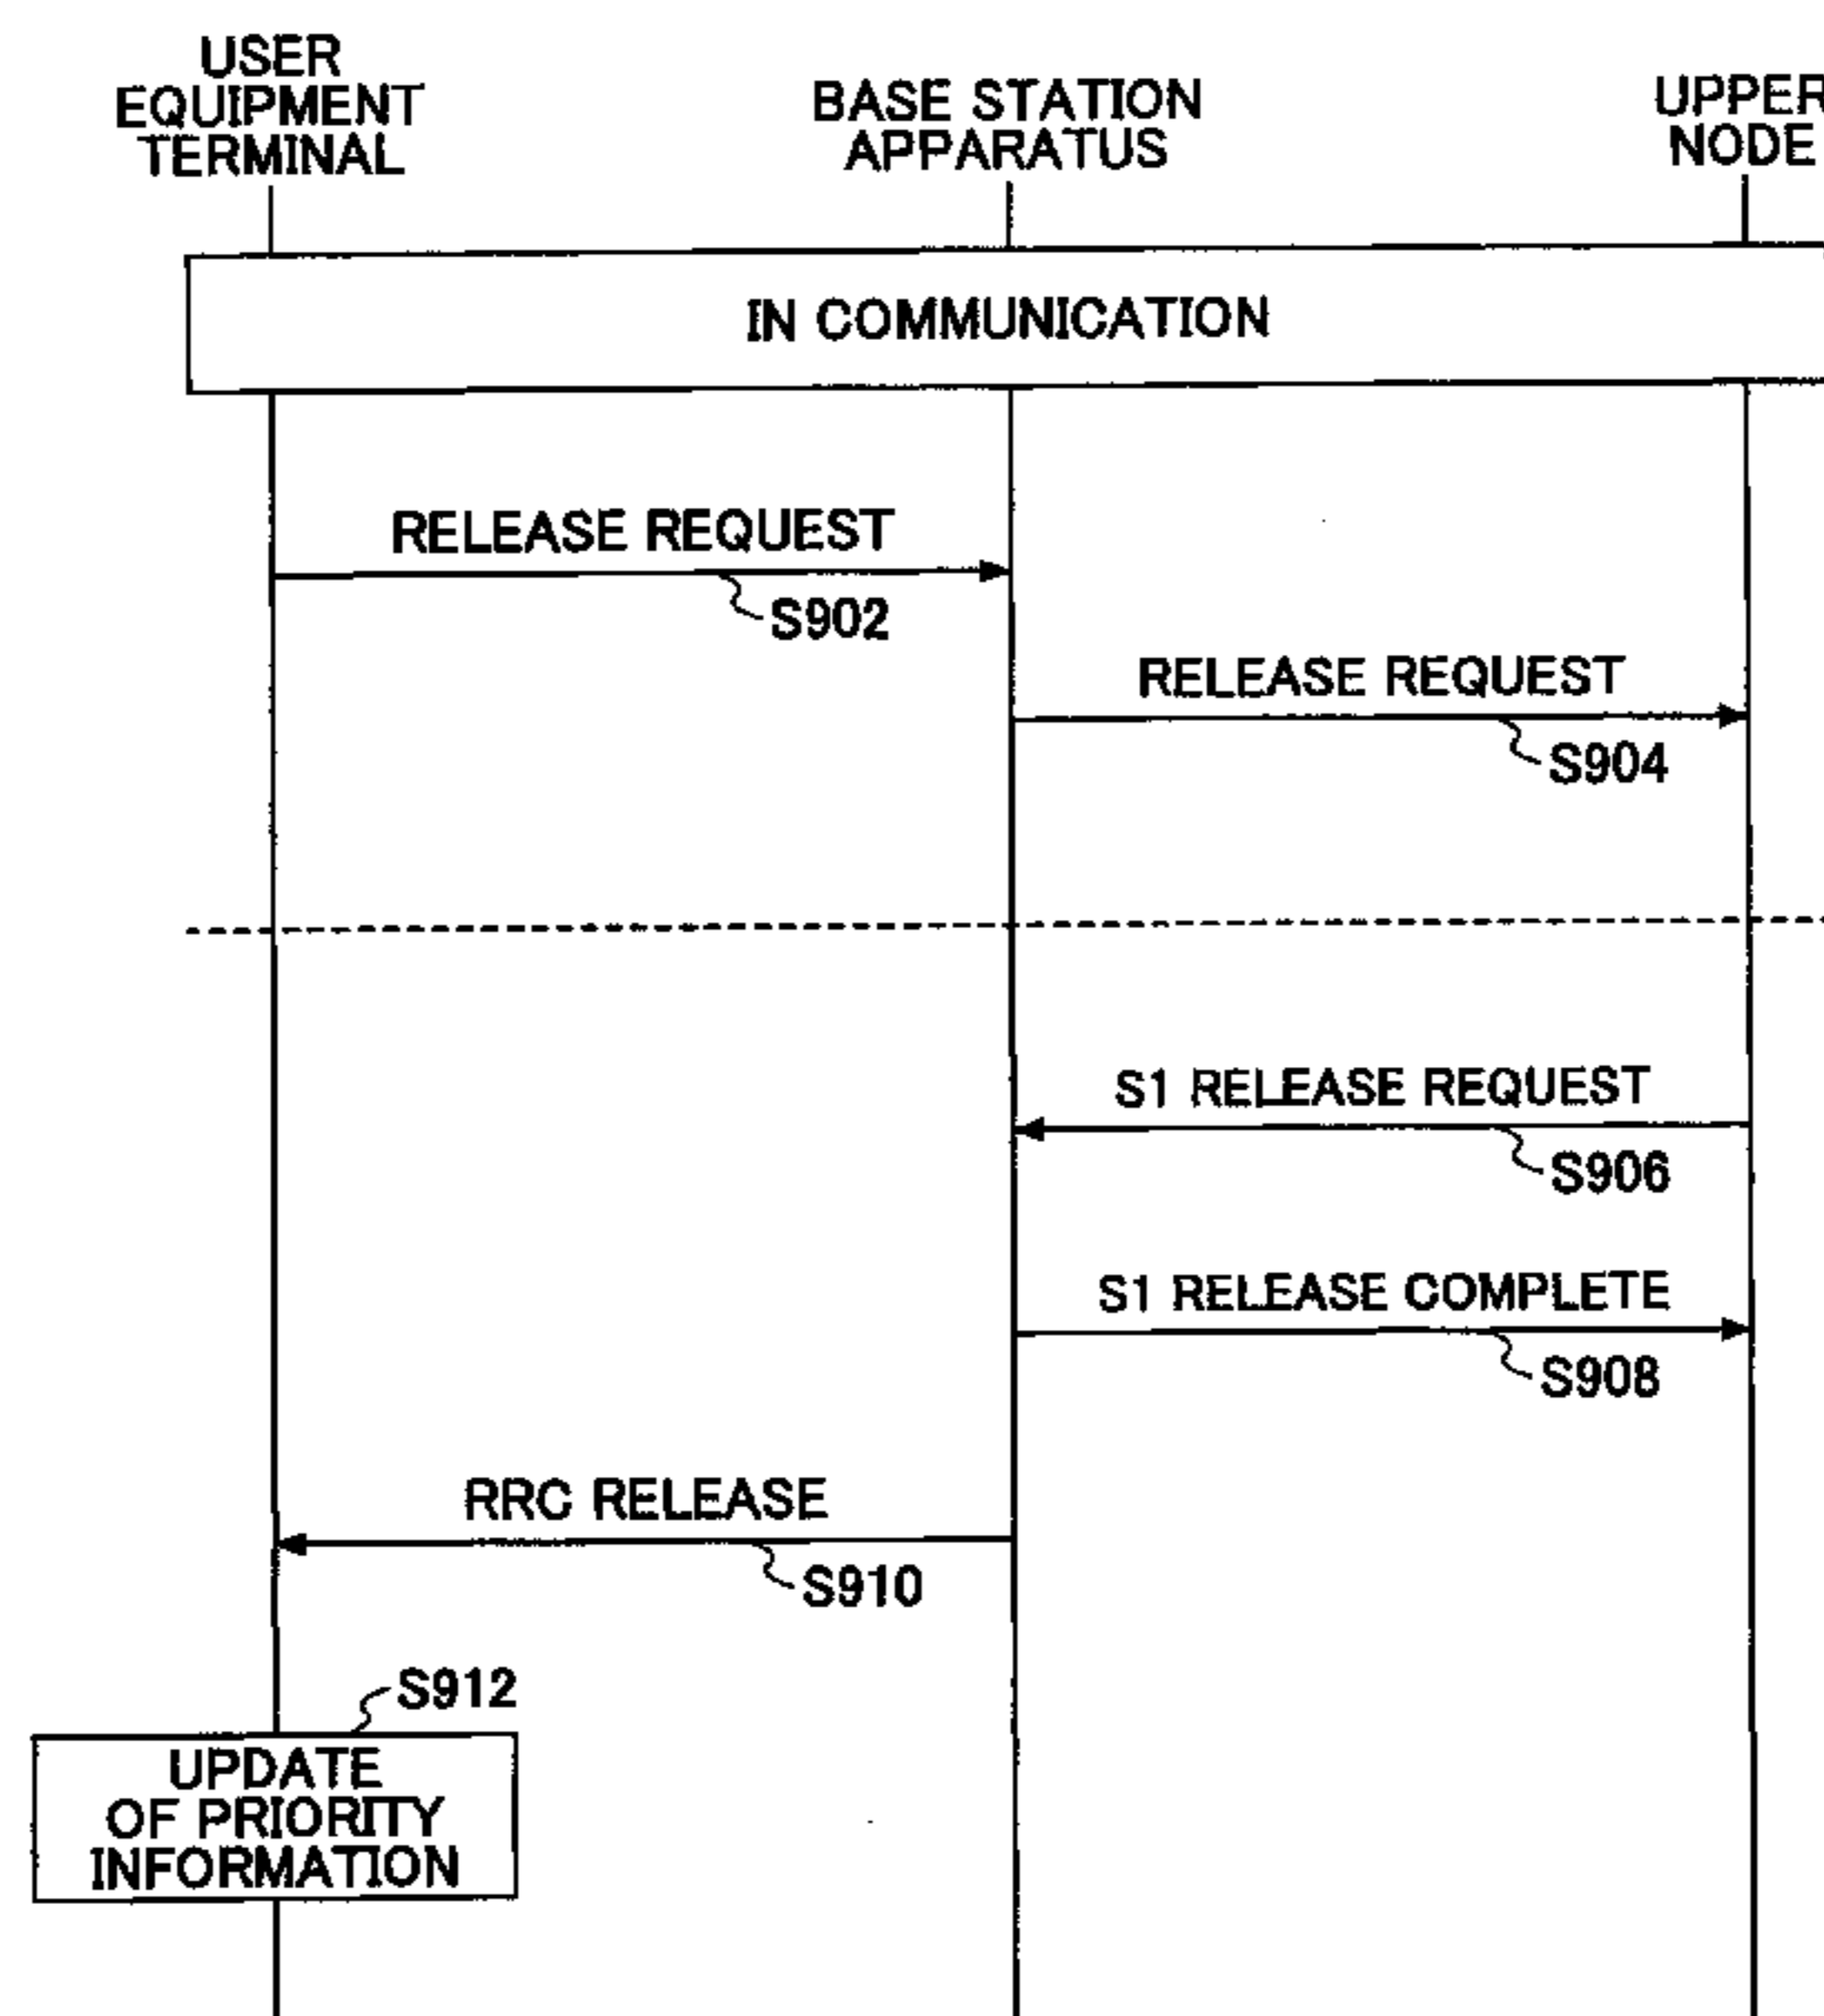 USER
EQUIPMENT
TERMINAL
BASE STATION
APPARATUS
UPPER
NODE
IN COMMUNICATION
RELEASE REQUEST
S902
RELEASE REQUEST
S904
S1 RELEASE REQUEST
S906
S1 RELEASE COMPLETE
S908
RRC RELEASE
S910
S912
UPDATE
OF PRIORITY
INFORMATION